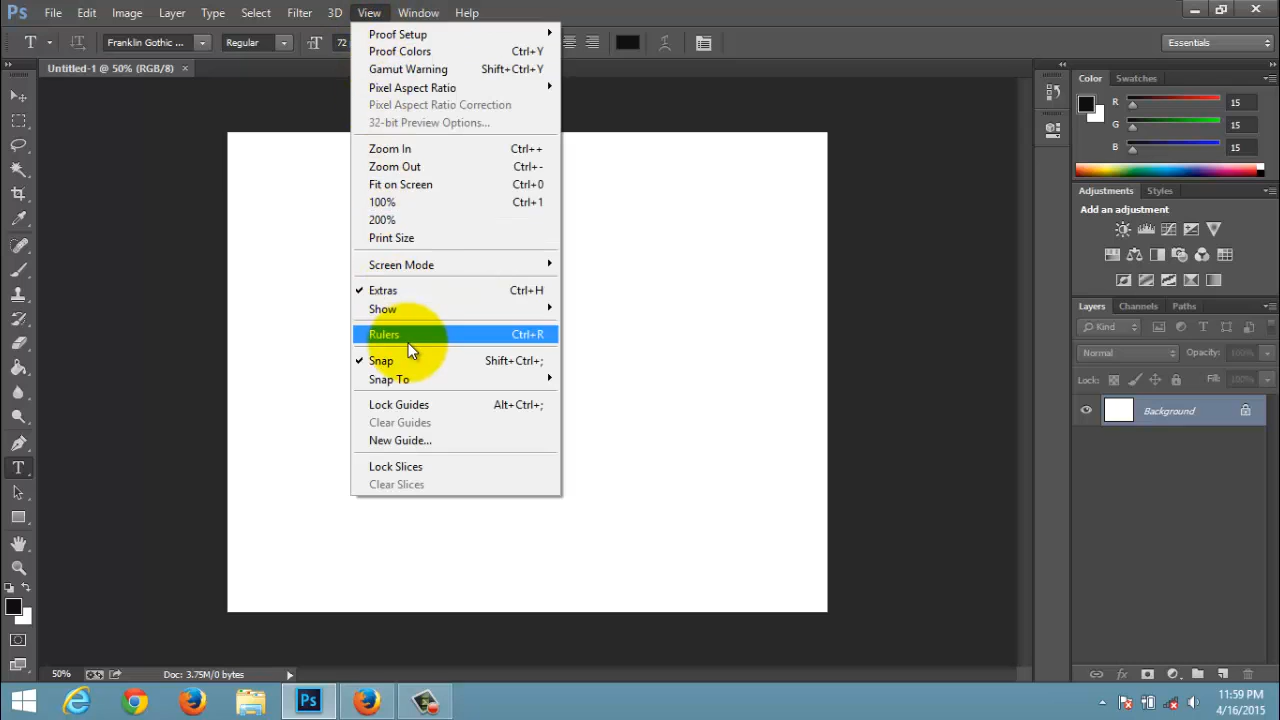 Ps File Edit Image Layer Type Select Filter 3D View Window Help
T Franklin Gothic ... Regular 72 Essentials
Untitled-1 @ 50% (RGB/8) ×
Proof Setup
Proof Colors Ctrl+Y
Gamut Warning Shift+Ctrl+Y
Pixel Aspect Ratio
Pixel Aspect Ratio Correction
32-bit Preview Options...
Zoom In Ctrl++
Zoom Out Ctrl+-
Fit on Screen Ctrl+0
100% Ctrl+1
200%
Print Size
Screen Mode
Extras Ctrl+H
Show
Rulers Ctrl+R
Snap Shift+Ctrl+;
Snap To
Lock Guides Alt+Ctrl+;
Clear Guides
New Guide...
Lock Slices
Clear Slices
Color Swatches
R 15
G 15
B 15
Adjustments Styles
Add an adjustment
Layers Channels Paths
Kind
Normal Opacity: 100%
Lock: Fill: 100%
Background
fx
50% Doc: 3.75M/0 bytes
Ps
11:59 PM
4/16/2015